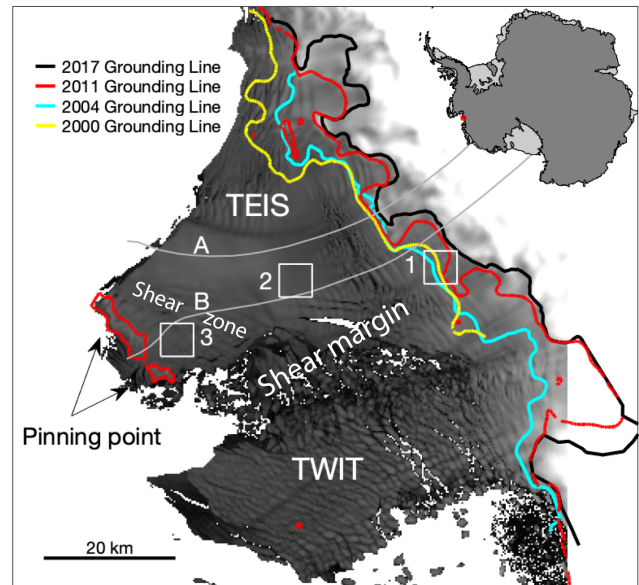 2017 Grounding Line
2011 Grounding Line
2004 Grounding Line
2000 Grounding Line
TEIS
A
1
2
B
Shear zone
3
Shear margin
Pinning point
TWIT
20 km